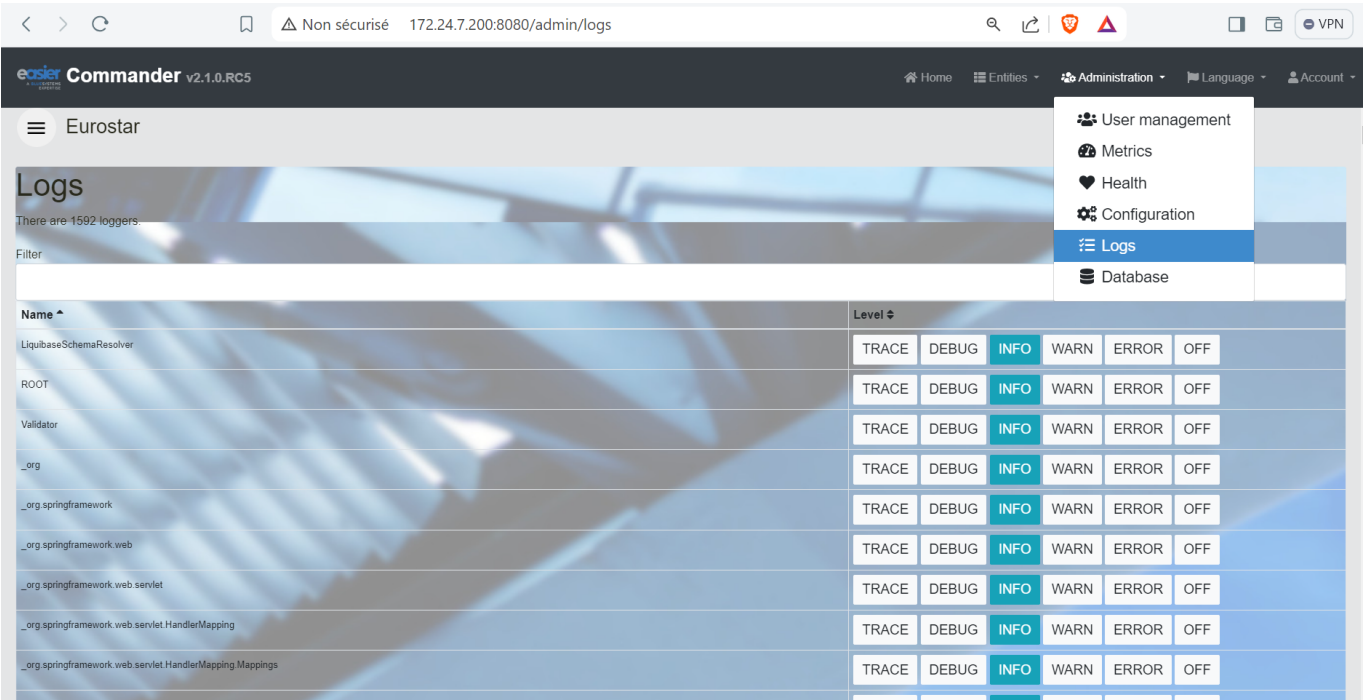 Non sécurisé 172.24.7.200:8080/admin/logs VPN
easier Commander v2.1.0.RC5 Home Entities Administration Language Account
Eurostar
User management
Metrics
Health
Configuration
Logs
Database
Logs
There are 1592 loggers.
Filter
Name Level
LiquibaseSchemaResolver TRACE DEBUG INFO WARN ERROR OFF
ROOT TRACE DEBUG INFO WARN ERROR OFF
Validator TRACE DEBUG INFO WARN ERROR OFF
_org TRACE DEBUG INFO WARN ERROR OFF
_org.springframework TRACE DEBUG INFO WARN ERROR OFF
_org.springframework.web TRACE DEBUG INFO WARN ERROR OFF
_org.springframework.web.servlet TRACE DEBUG INFO WARN ERROR OFF
_org.springframework.web.servlet.HandlerMapping TRACE DEBUG INFO WARN ERROR OFF
_org.springframework.web.servlet.HandlerMapping.Mappings TRACE DEBUG INFO WARN ERROR OFF